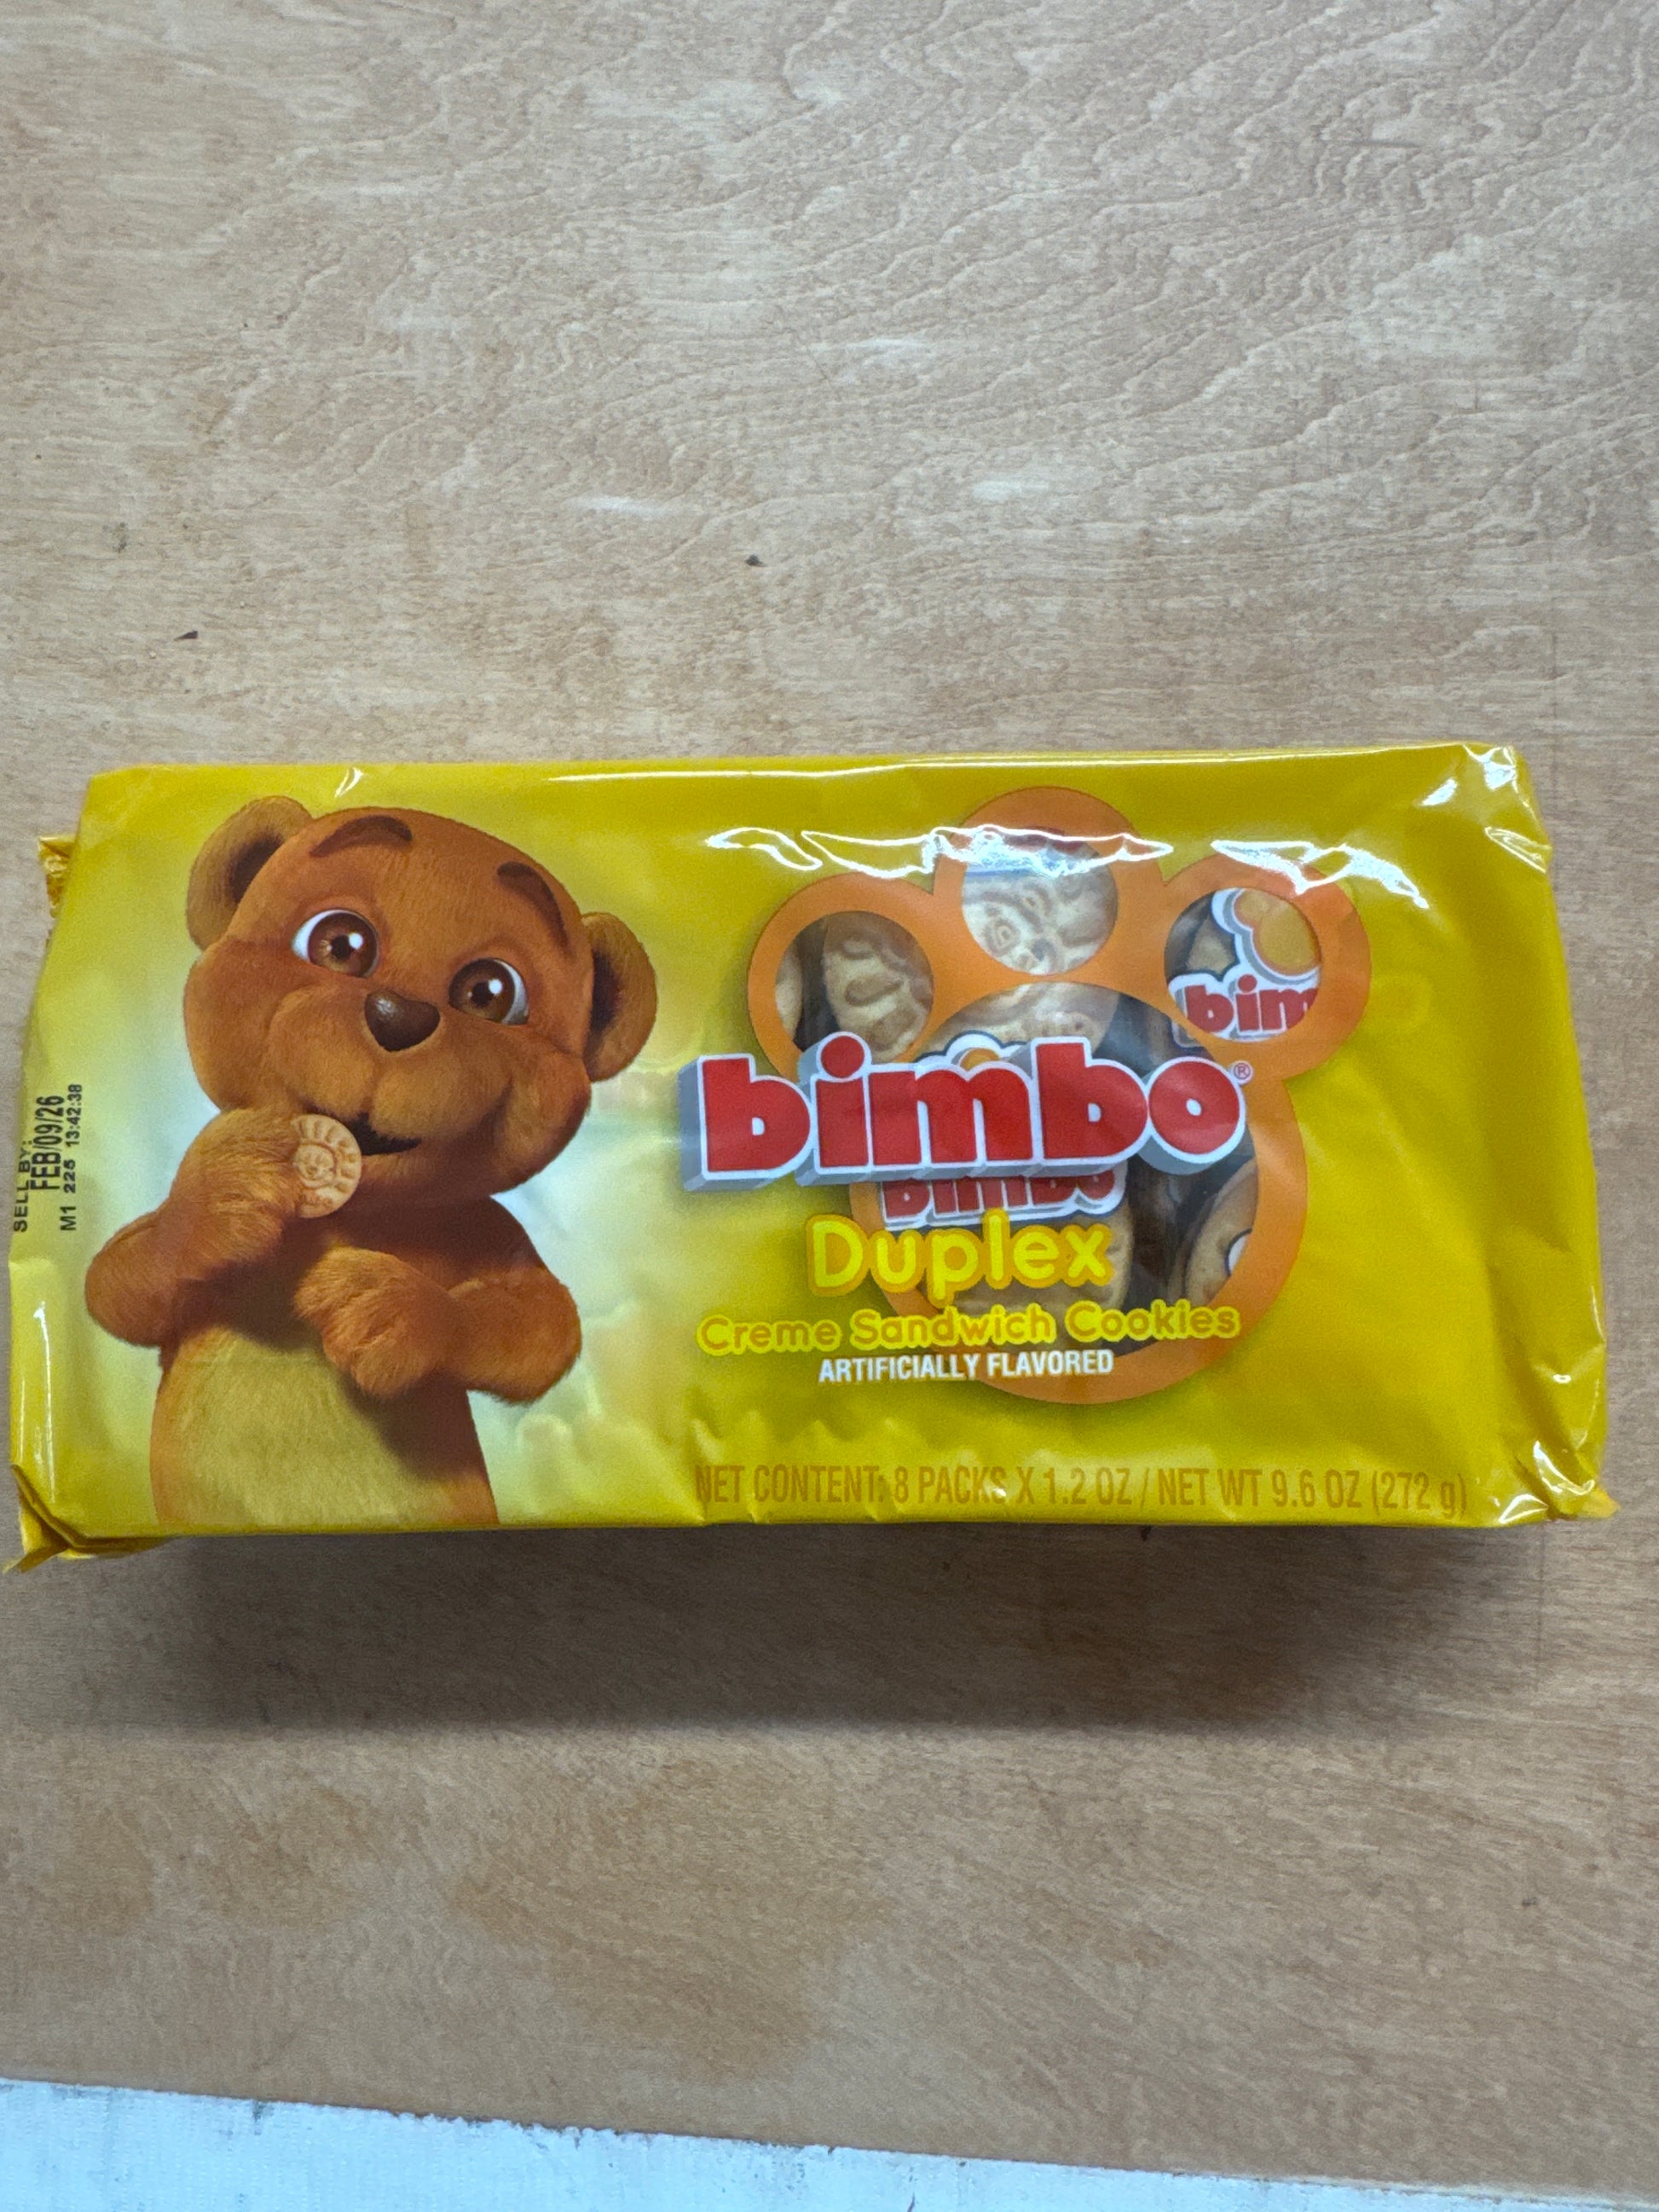 SELL BY:
FEB/09/26
M1 225 13:42:38
bim
bimbo®
bimbo
Duplex
Creme Sandwich Cookies
ARTIFICIALLY FLAVORED
NET CONTENT: 8 PACKS X 1.2 OZ / NET WT 9.6 OZ (272 g)